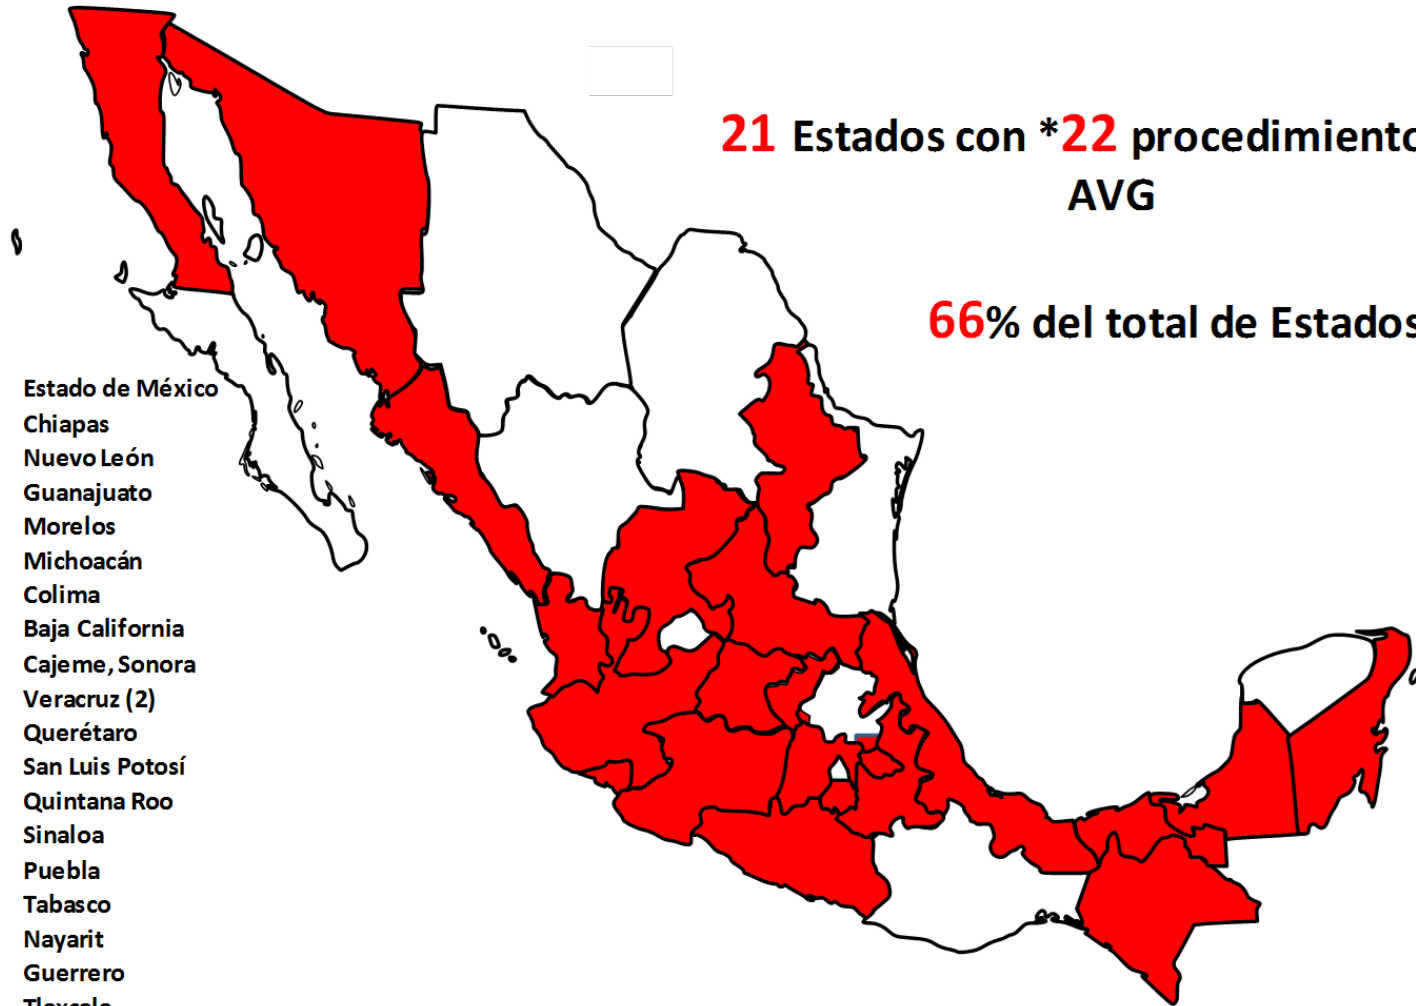 21 Estados con *22 procedimiento
AVG
66% del total de Estados
Estado de México
Chiapas
Nuevo León
Guanajuato
Morelos
Michoacán
Colima
Baja California
Cajeme, Sonora
Veracruz (2)
Querétaro
San Luis Potosí
Quintana Roo
Sinaloa
Puebla
Tabasco
Nayarit
Guerrero
Tlaxcala